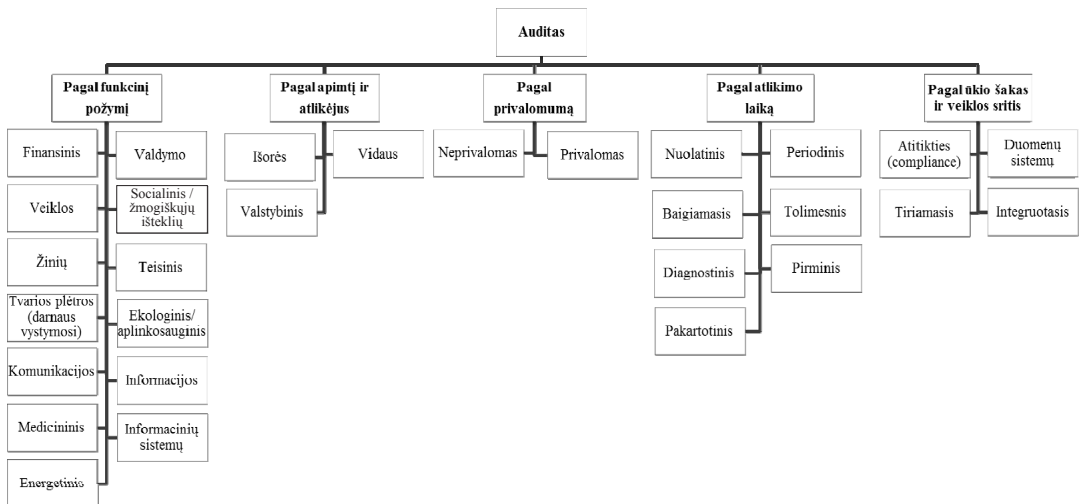 Auditas
Pagal funkcinį
požymį
Finansinis
Valdymo
Veiklos
Socialinis /
žmogiškųjų
išteklių
Žinių
Teisinis
Tvarios plėtros
(darnaus
vystymosi)
Ekologinis/
aplinkosauginis
Komunikacijos
Informacijos
Medicininis
Informacinių
sistemų
Energetinis
Pagal apimtį ir
atlikėjus
Išorės
Vidaus
Valstybinis
Pagal
privalomumą
Neprivalomas
Privalomas
Pagal atlikimo
laiką
Nuolatinis
Periodinis
Baigiamasis
Tolimesnis
Diagnostinis
Pirminis
Pakartotinis
Pagal ūkio šakas
ir veiklos sritis
Atitikties
(compliance)
Duomenų
sistemų
Tiriamasis
Integruotasis